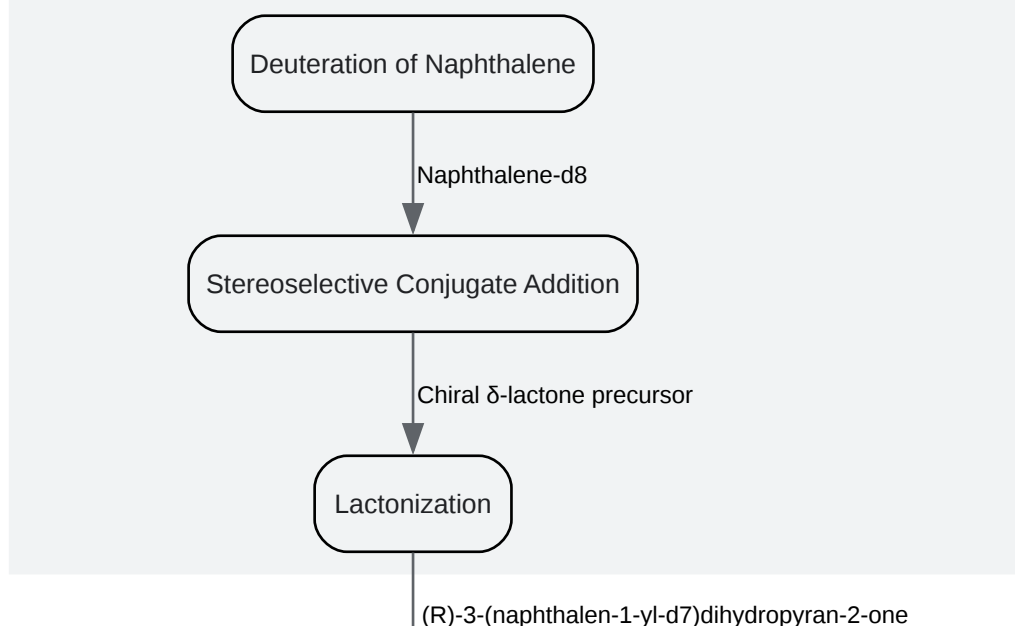 Deuteration of Naphthalene
Naphthalene-d8
Stereoselective Conjugate Addition
Chiral δ-lactone precursor
Lactonization
(R)-3-(naphthalen-1-yl-d7)dihydropyran-2-one